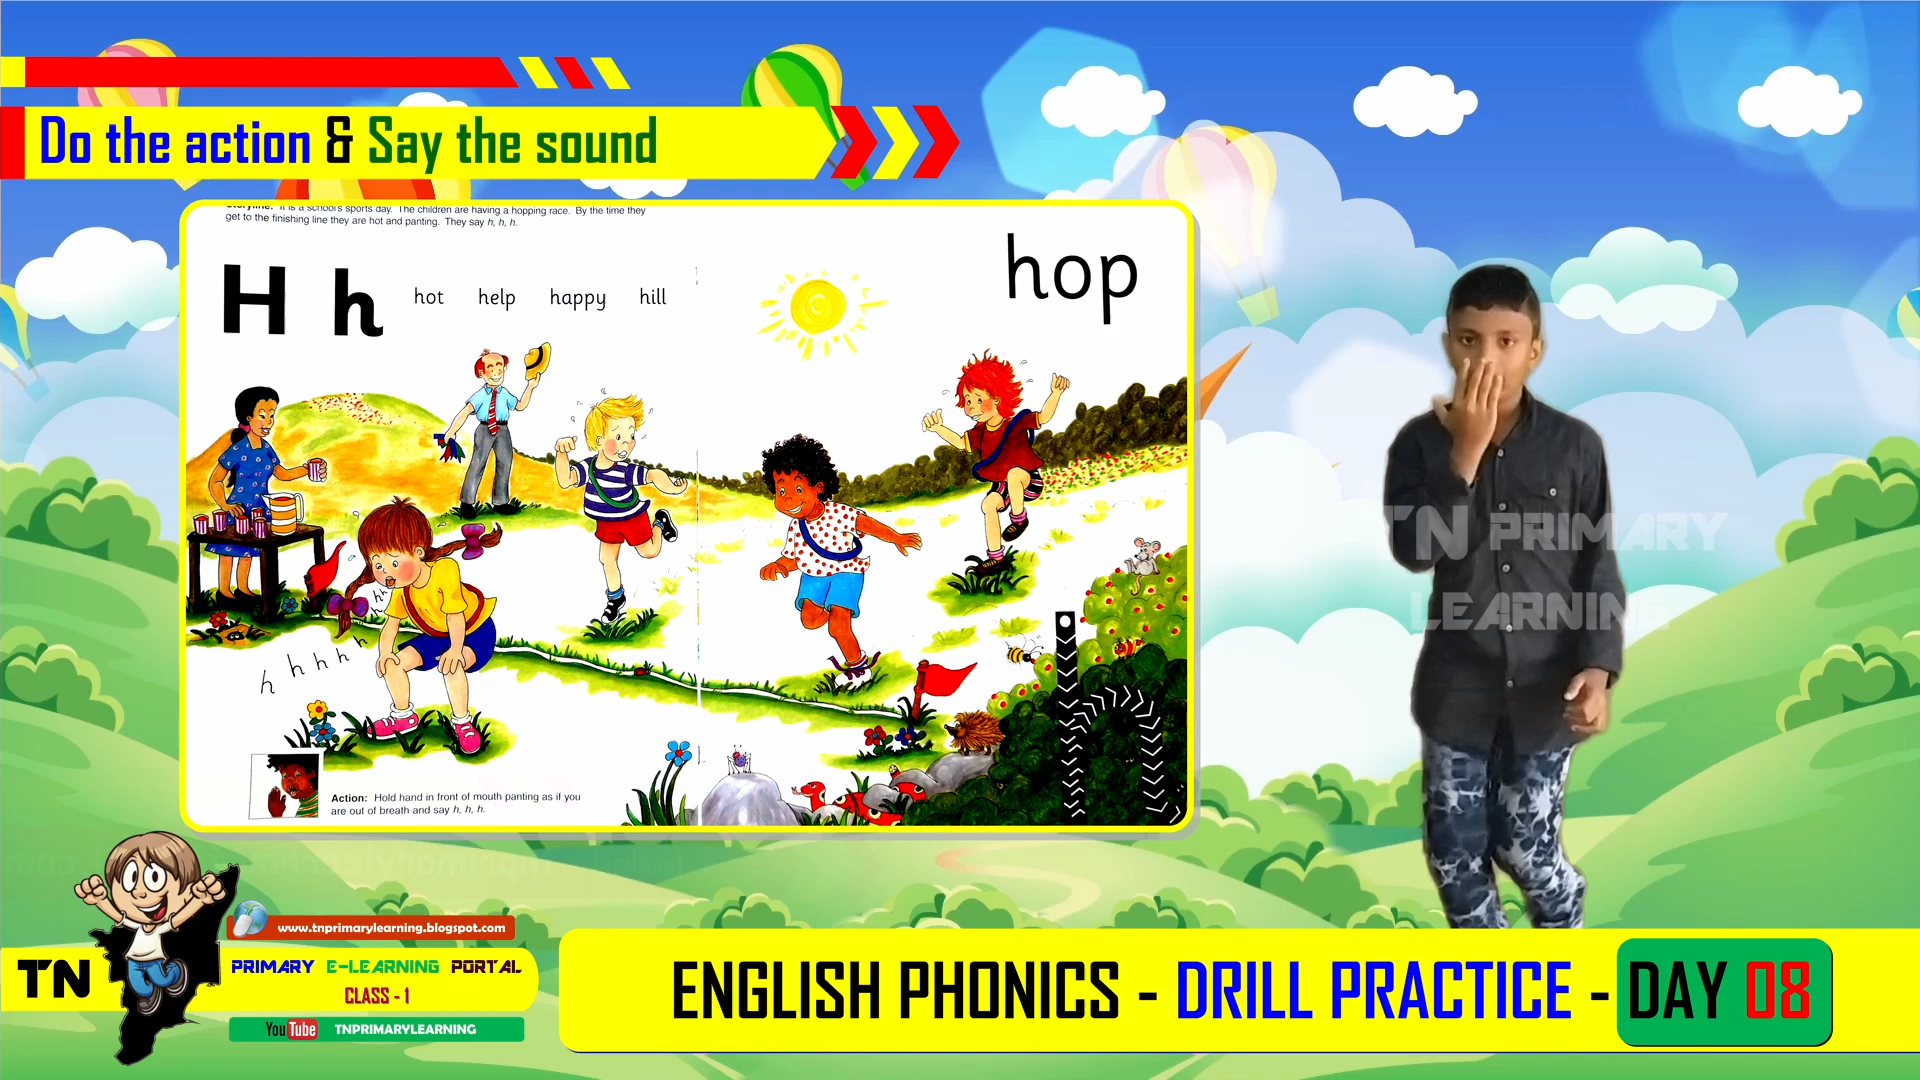 Do the action & Say the sound
Storyline: It is a school's sports day. The children are having a hopping race. By the time they
get to the finishing line they are hot and panting. They say h, h, h.
hop
H h hot help happy hill
h h h
h h h h h
Action: Hold hand in front of mouth panting as if you
are out of breath and say h, h, h.
TN PRIMARY
LEARNING
www.tnprimarylearning.blogspot.com
TN
PRIMARY E-LEARNING PORTAL
CLASS - 1
YouTube TNPRIMARYLEARNING
ENGLISH PHONICS - DRILL PRACTICE - DAY 08